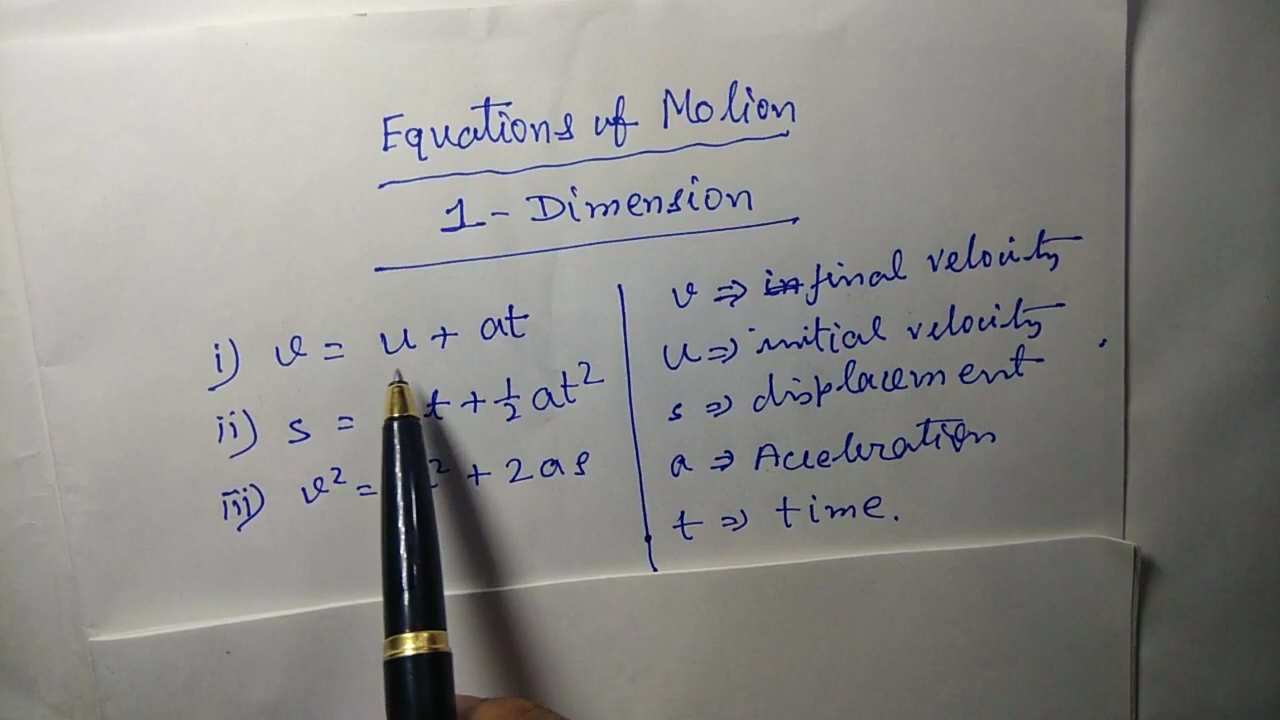 Equations of Motion
1 - Dimension
i) v = u + at
ii) s = t + 1/2 at²
iii) v² = ² + 2as
v ⇒ final velocity
u ⇒ initial velocity
s ⇒ displacement
a ⇒ Acceleration
t ⇒ time.